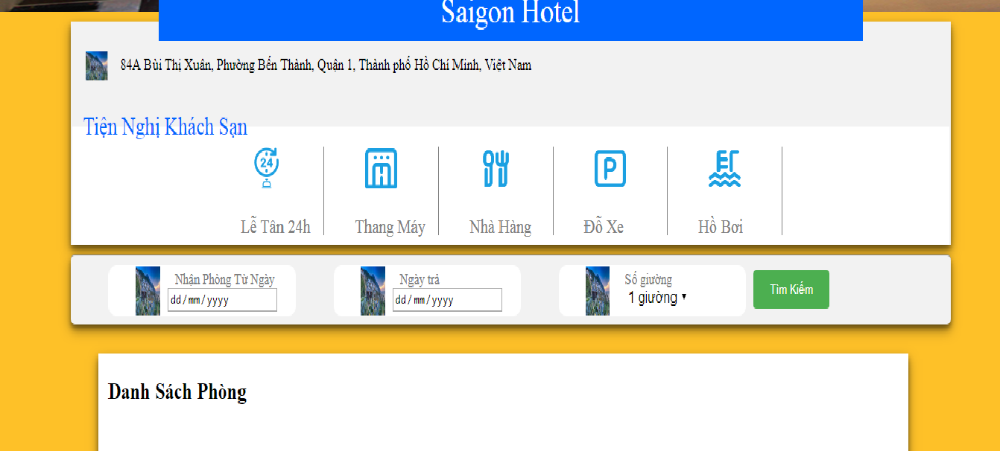 Saigon Hotel
84A Bùi Thị Xuân, Phường Bến Thành, Quận 1, Thành phố Hồ Chí Minh, Việt Nam
Tiện Nghị Khách Sạn
24
P
Lễ Tân 24h Thang Máy Nhà Hàng Đỗ Xe Hồ Bơi
Nhận Phòng Từ Ngày Ngày trả Số giường
dd/mm/yyyy dd/mm/yyyy 1 giường Tìm Kiếm
Danh Sách Phòng